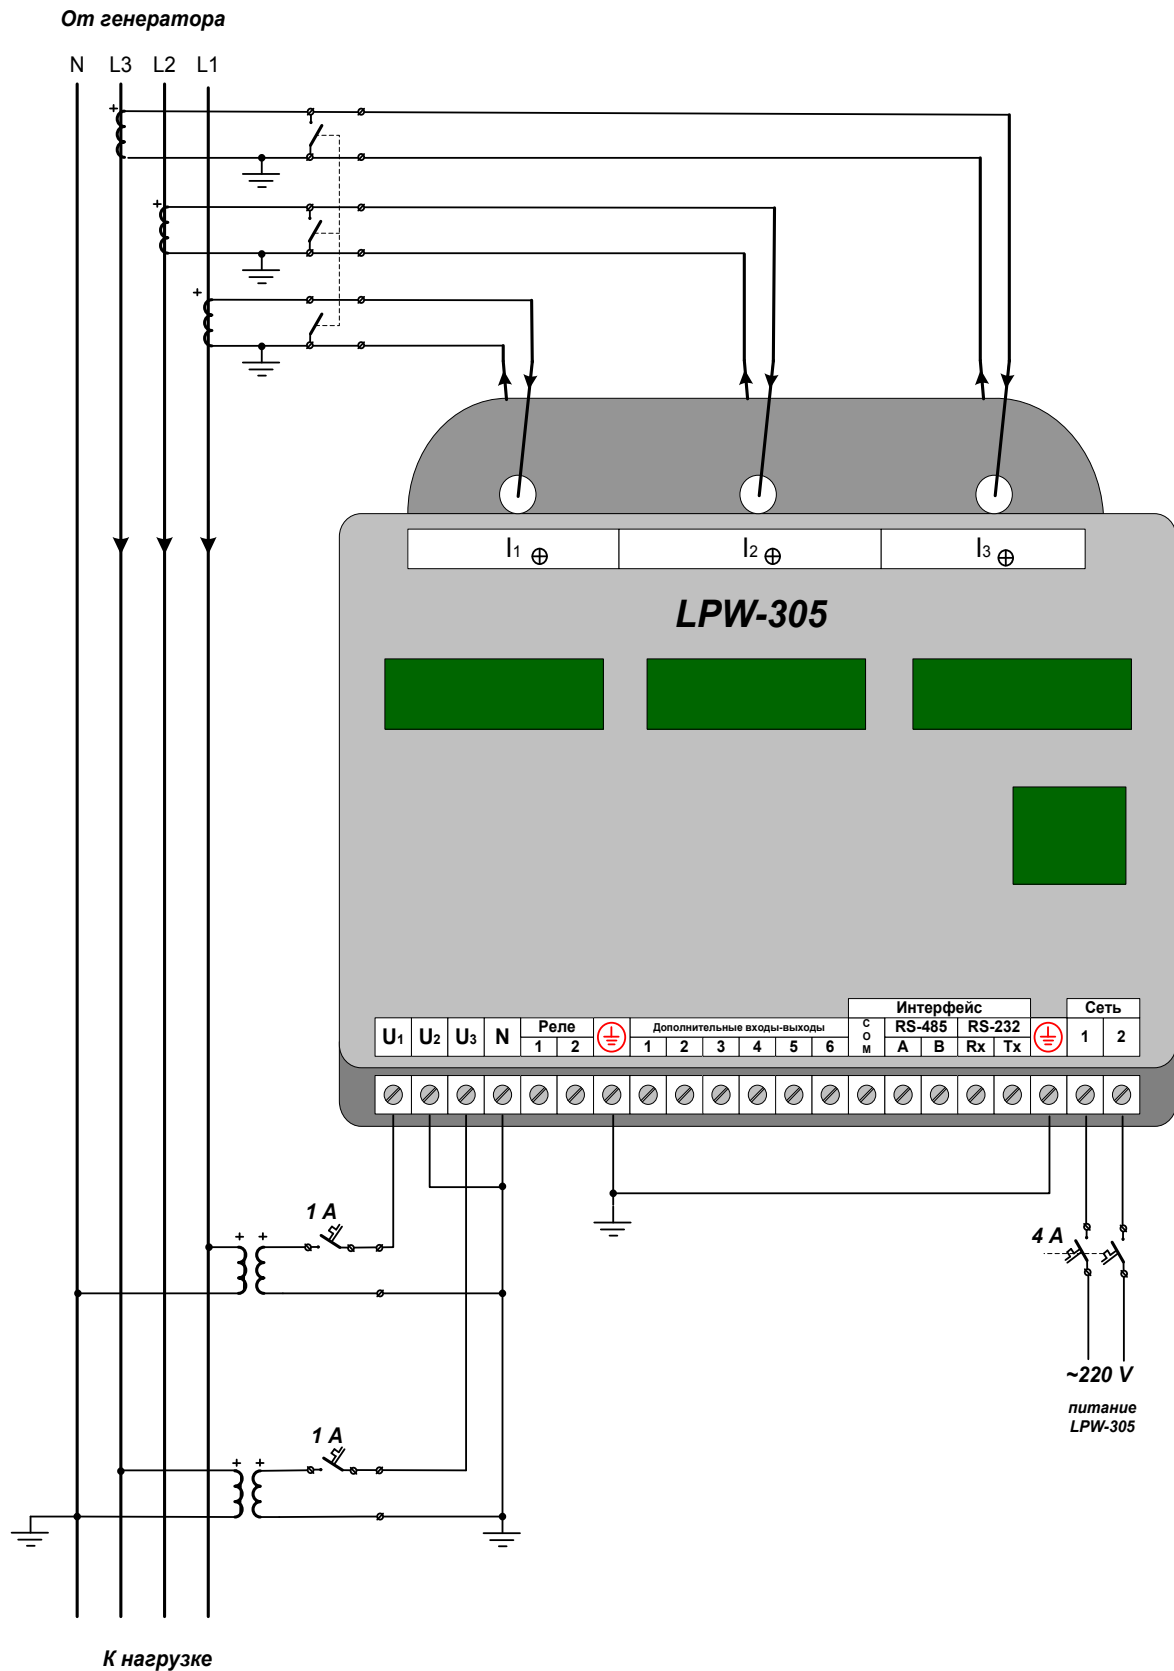 От генератора
N L3 L2 L1
+
+
+
I1 I2 I3
LPW-305
Интерфейс Сеть
U1 U2 U3 N Реле Дополнительные входы-выходы COM RS-485 RS-232 1 2
1 2 1 2 3 4 5 6 A B Rx Tx
1 A
+ +
4 A
~220 V
питание
LPW-305
1 A
+ +
К нагрузке